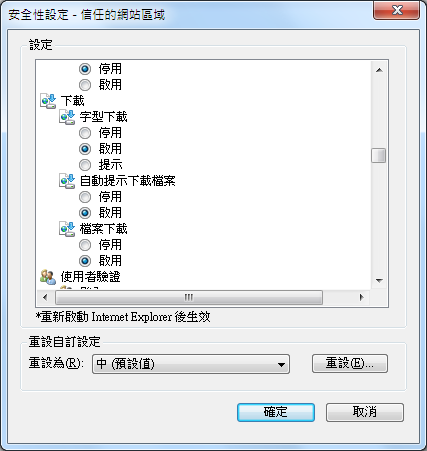 安全性設定 - 信任的網站區域
設定
停用
啟用
下載
字型下載
停用
啟用
提示
自動提示下載檔案
停用
啟用
檔案下載
停用
啟用
使用者驗證
*重新啟動 Internet Explorer 後生效
重設自訂設定
重設為(R): 中 (預設值) 重設(E)...
確定 取消